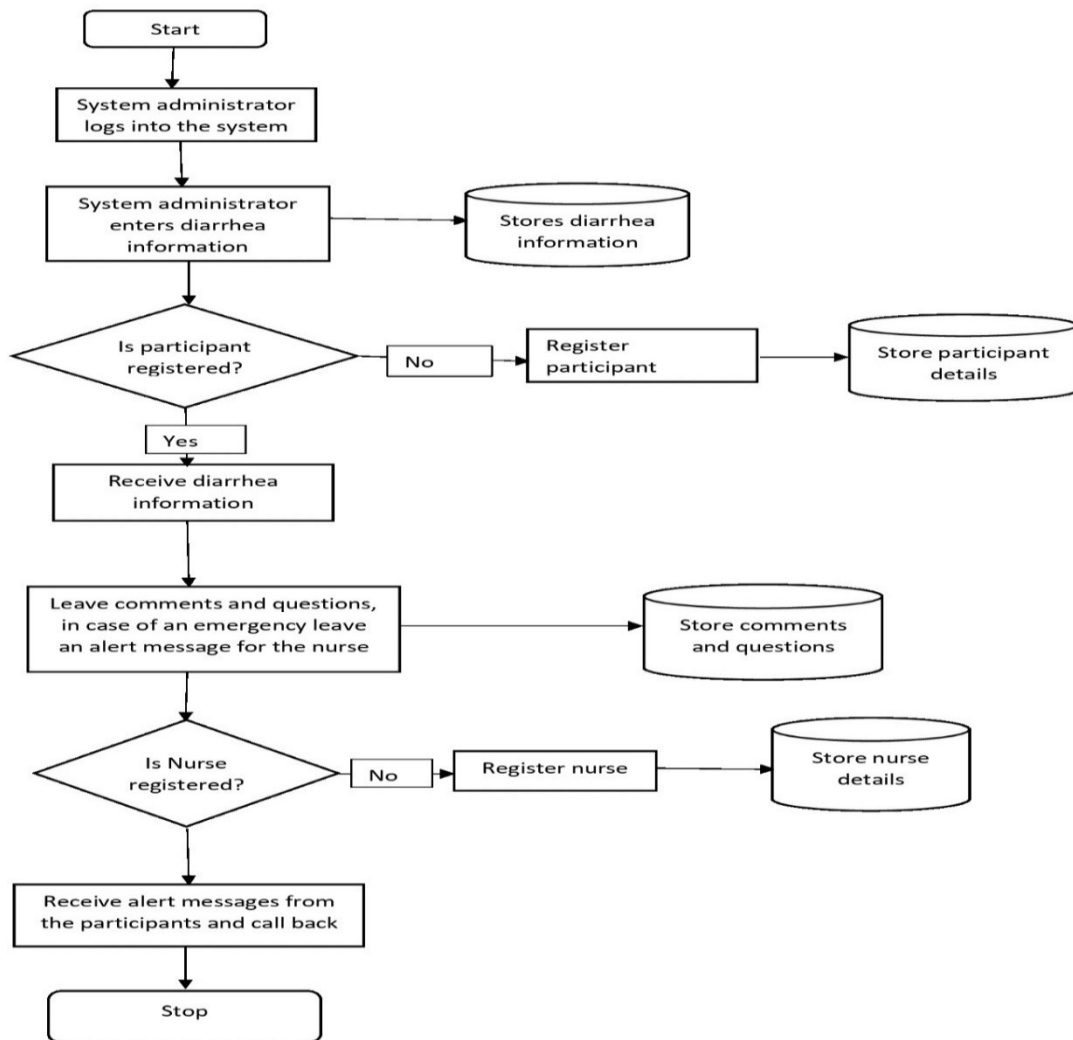 Start
System administrator
logs into the system
System administrator
enters diarrhea
information
Stores diarrhea
information
Is participant
registered?
No
Register
participant
Store participant
details
Yes
Receive diarrhea
information
Leave comments and questions,
in case of an emergency leave
an alert message for the nurse
Store comments
and questions
Is Nurse
registered?
No
Register nurse
Store nurse
details
Receive alert messages from
the participants and call back
Stop